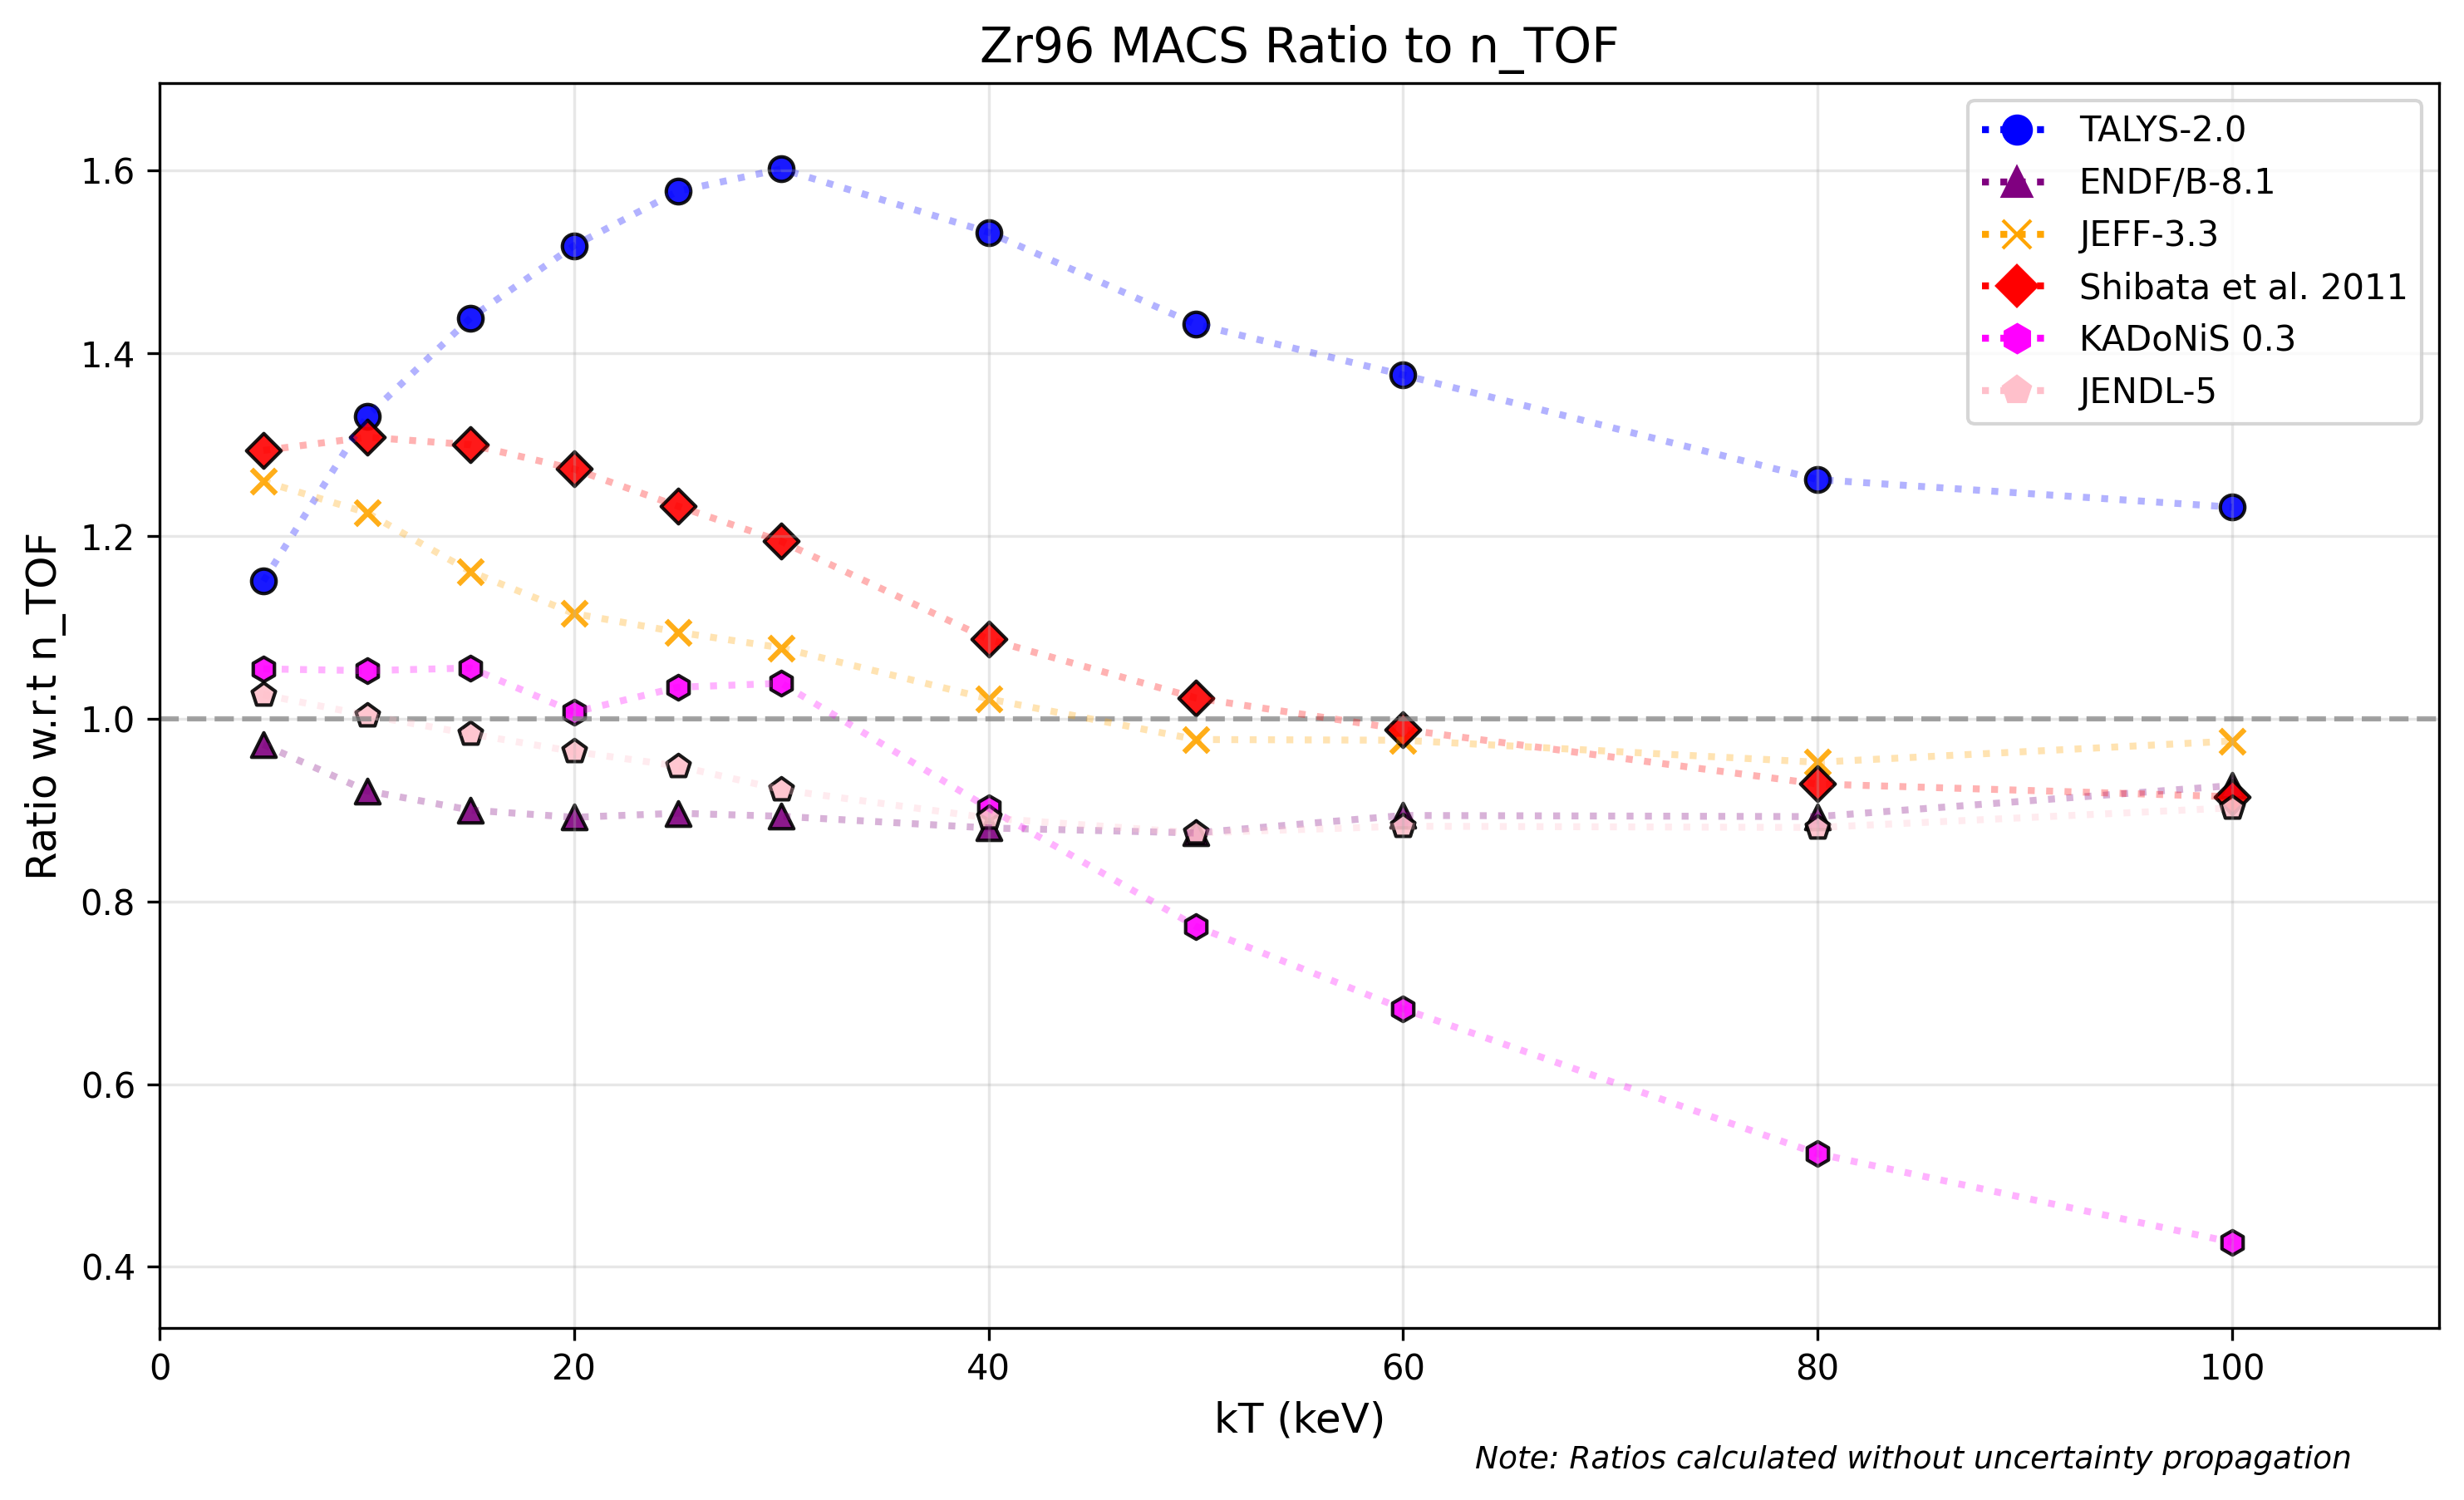 Zr96 MACS Ratio to n_TOF
Ratio w.r.t n_TOF
1.6
1.4
1.2
1.0
0.8
0.6
0.4
TALYS-2.0
ENDF/B-8.1
JEFF-3.3
Shibata et al. 2011
KADoNiS 0.3
JENDL-5
0 20 40 60 80 100
kT (keV)
Note: Ratios calculated without uncertainty propagation